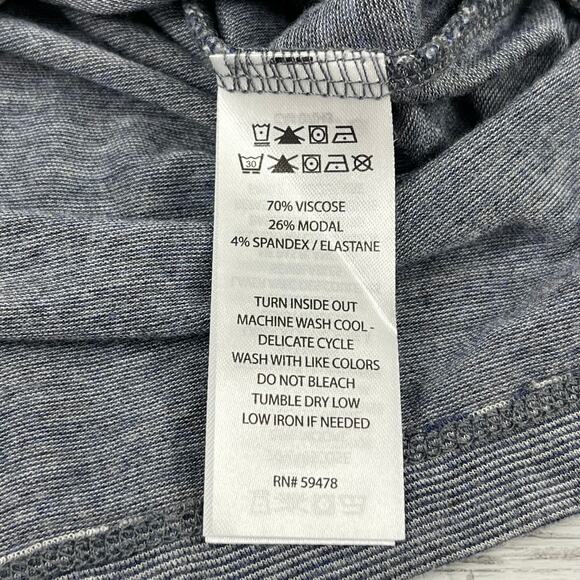 30
70% VISCOSE
26% MODAL
4% SPANDEX / ELASTANE
TURN INSIDE OUT
MACHINE WASH COOL -
DELICATE CYCLE
WASH WITH LIKE COLORS
DO NOT BLEACH
TUMBLE DRY LOW
LOW IRON IF NEEDED
RN# 59478